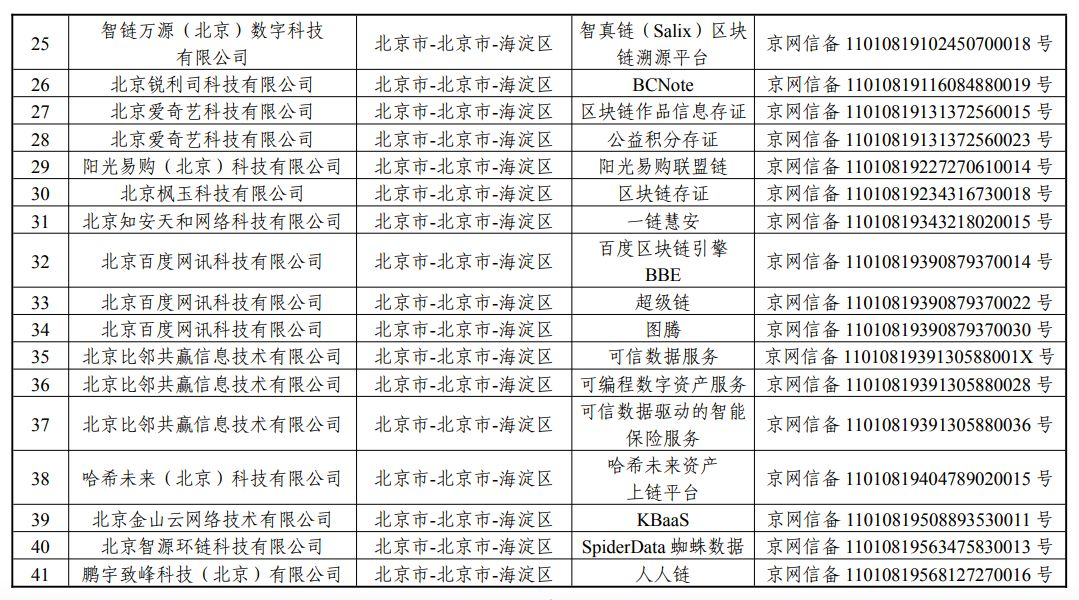 25 智链万源（北京）数字科技有限公司 北京市-北京市-海淀区 智真链（Salix）区块链溯源平台 京网信备 11010819102450700018 号
26 北京锐利司科技有限公司 北京市-北京市-海淀区 BCNote 京网信备 11010819116084880019 号
27 北京爱奇艺科技有限公司 北京市-北京市-海淀区 区块链作品信息存证 京网信备 11010819131372560015 号
28 北京爱奇艺科技有限公司 北京市-北京市-海淀区 公益积分存证 京网信备 11010819131372560023 号
29 阳光易购（北京）科技有限公司 北京市-北京市-海淀区 阳光易购联盟链 京网信备 11010819227270610014 号
30 北京枫玉科技有限公司 北京市-北京市-海淀区 区块链存证 京网信备 11010819234316730018 号
31 北京知安天和网络科技有限公司 北京市-北京市-海淀区 一链慧安 京网信备 11010819343218020015 号
32 北京百度网讯科技有限公司 北京市-北京市-海淀区 百度区块链引擎 BBE 京网信备 11010819390879370014 号
33 北京百度网讯科技有限公司 北京市-北京市-海淀区 超级链 京网信备 11010819390879370022 号
34 北京百度网讯科技有限公司 北京市-北京市-海淀区 图腾 京网信备 11010819390879370030 号
35 北京比邻共赢信息技术有限公司 北京市-北京市-海淀区 可信数据服务 京网信备 1101081939130588001X 号
36 北京比邻共赢信息技术有限公司 北京市-北京市-海淀区 可编程数字资产服务 京网信备 11010819391305880028 号
37 北京比邻共赢信息技术有限公司 北京市-北京市-海淀区 可信数据驱动的智能保险服务 京网信备 11010819391305880036 号
38 哈希未来（北京）科技有限公司 北京市-北京市-海淀区 哈希未来资产上链平台 京网信备 11010819404789020015 号
39 北京金山云网络技术有限公司 北京市-北京市-海淀区 KBaaS 京网信备 11010819508893530011 号
40 北京智源环链科技有限公司 北京市-北京市-海淀区 SpiderData 蜘蛛数据 京网信备 11010819563475830013 号
41 鹏宇致峰科技（北京）有限公司 北京市-北京市-海淀区 人人链 京网信备 11010819568127270016 号